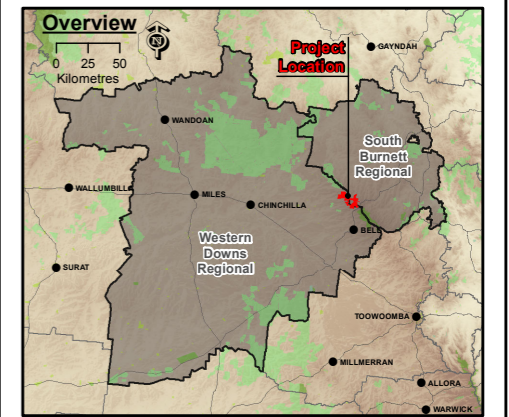 Overview
0 25 50
Kilometres
N
Project
Location
GAYNDAH
WANDOAN
South
Burnett
Regional
WALLUMBILLA
MILES
CHINCHILLA
BELL
Western
Downs
Regional
SURAT
TOOWOOMBA
MILLMERRAN
ALLORA
WARWICK